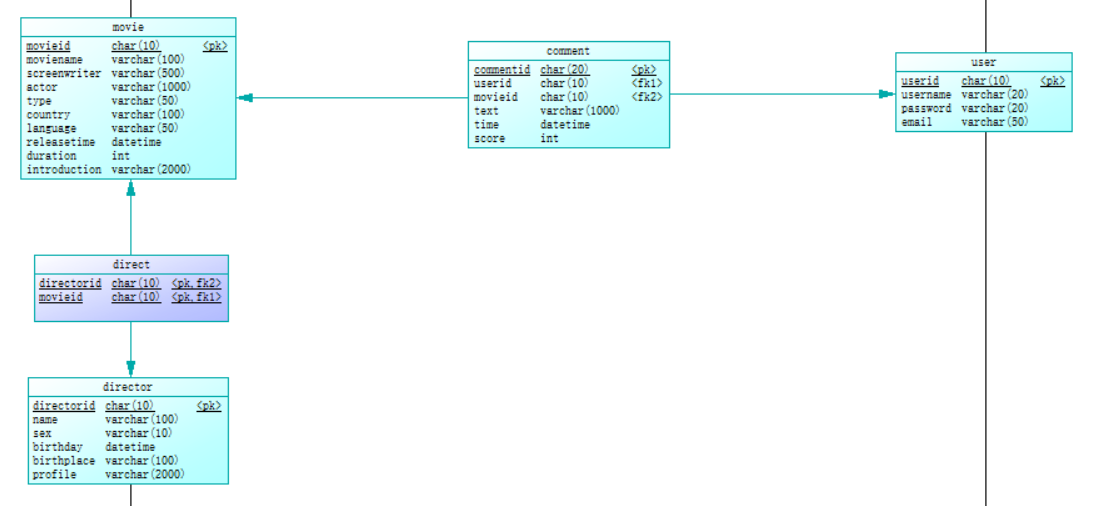 movie
movieid char(10) <pk>
moviename varchar(100)
screenwriter varchar(500)
actor varchar(1000)
type varchar(50)
country varchar(100)
language varchar(50)
releasetime datetime
duration int
introduction varchar(2000)
comment
commentid char(20) <pk>
userid char(10) <fk1>
movieid char(10) <fk2>
text varchar(1000)
time datetime
score int
user
userid char(10) <pk>
username varchar(20)
password varchar(20)
email varchar(50)
direct
directorid char(10) <pk,fk2>
movieid char(10) <pk,fk1>
director
directorid char(10) <pk>
name varchar(100)
sex varchar(10)
birthday datetime
birthplace varchar(100)
profile varchar(2000)